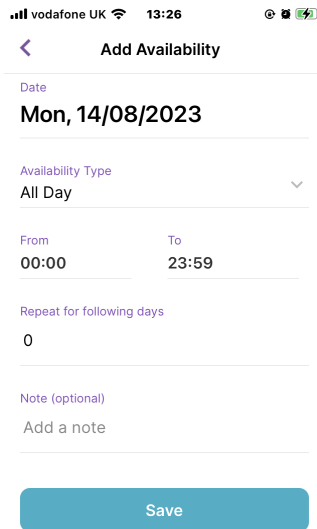 vodafone UK 13:26
Add Availability
Date
Mon, 14/08/2023
Availability Type
All Day
From To
00:00 23:59
Repeat for following days
0
Note (optional)
Add a note
Save